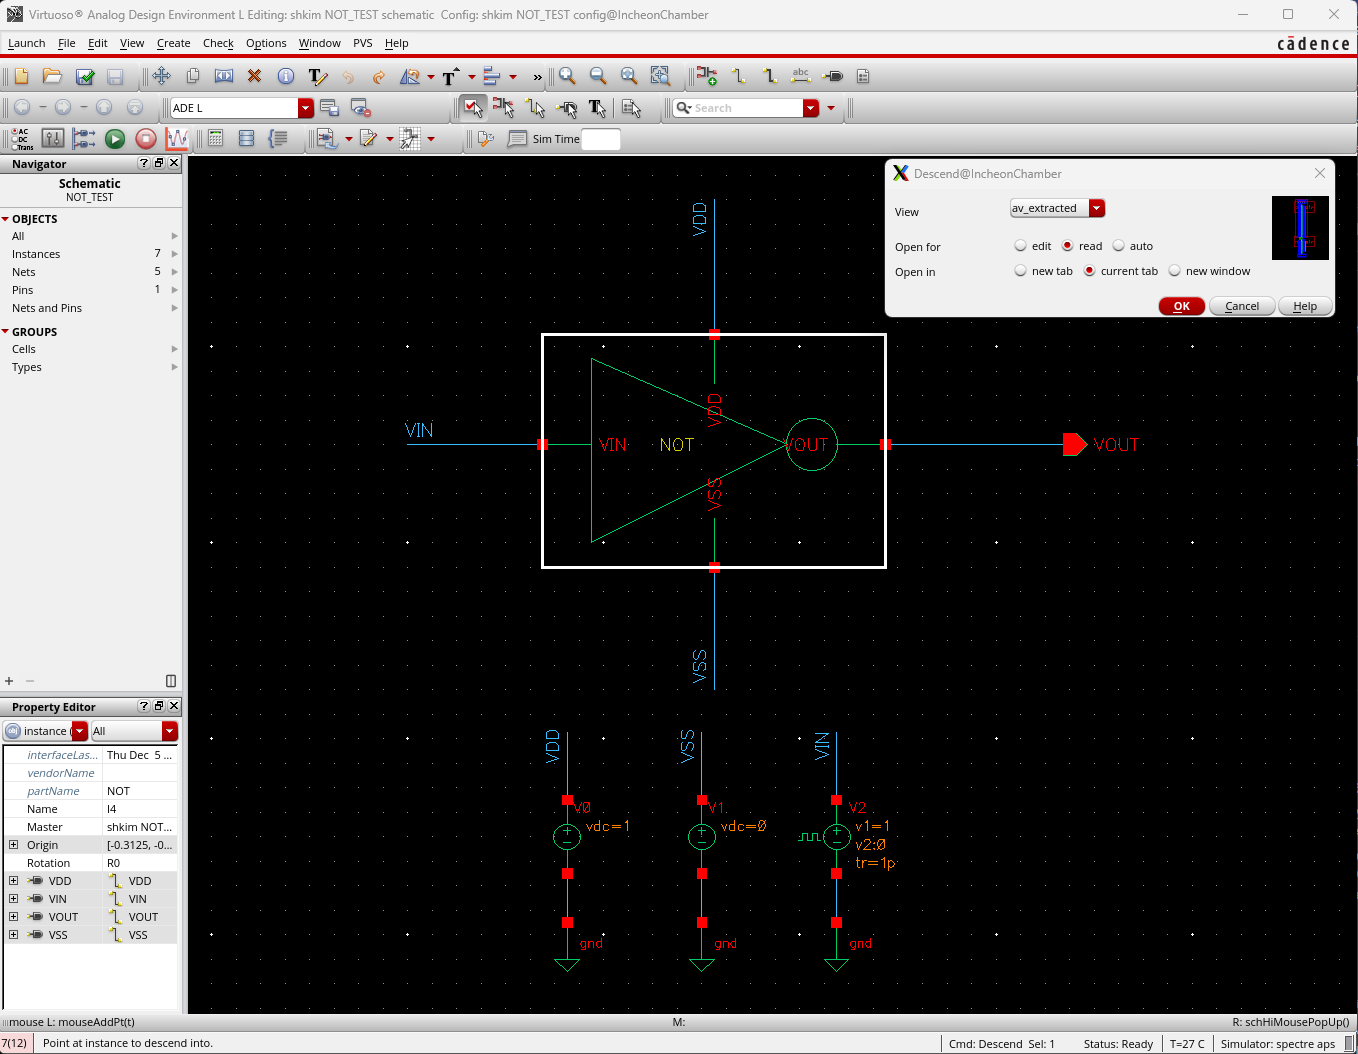 Virtuoso® Analog Design Environment L Editing: shkim NOT_TEST schematic  Config: shkim NOT_TEST config@IncheonChamber
Launch File Edit View Create Check Options Window PVS Help
cādence
T T » abc
ADE L
T
Search
AC
DC
Trans
Sim Time
Navigator
Schematic
NOT_TEST
OBJECTS
All
Instances 7
Nets 5
Pins 1
Nets and Pins
GROUPS
Cells
Types
Property Editor
instance ( All
interfaceLas... Thu Dec 5 ...
vendorName
partName NOT
Name I4
Master shkim NOT...
Origin [-0.3125, -0...
Rotation R0
VDD VDD
VIN VIN
VOUT VOUT
VSS VSS
Descend@IncheonChamber
View av_extracted
Open for edit read auto
Open in new tab current tab new window
OK Cancel Help
VDD
VDD
VIN
VIN NOT VOUT
VOUT
VSS
VSS
VDD
V0
vdc=1
gnd
VSS
V1
vdc=0
gnd
VIN
V2
v1=1
v2:0
tr=1p
gnd
mouse L: mouseAddPt(t) M: R: schHiMousePopUp()
7(12) Point at instance to descend into. Cmd: Descend Sel: 1 Status: Ready T=27 C Simulator: spectre aps